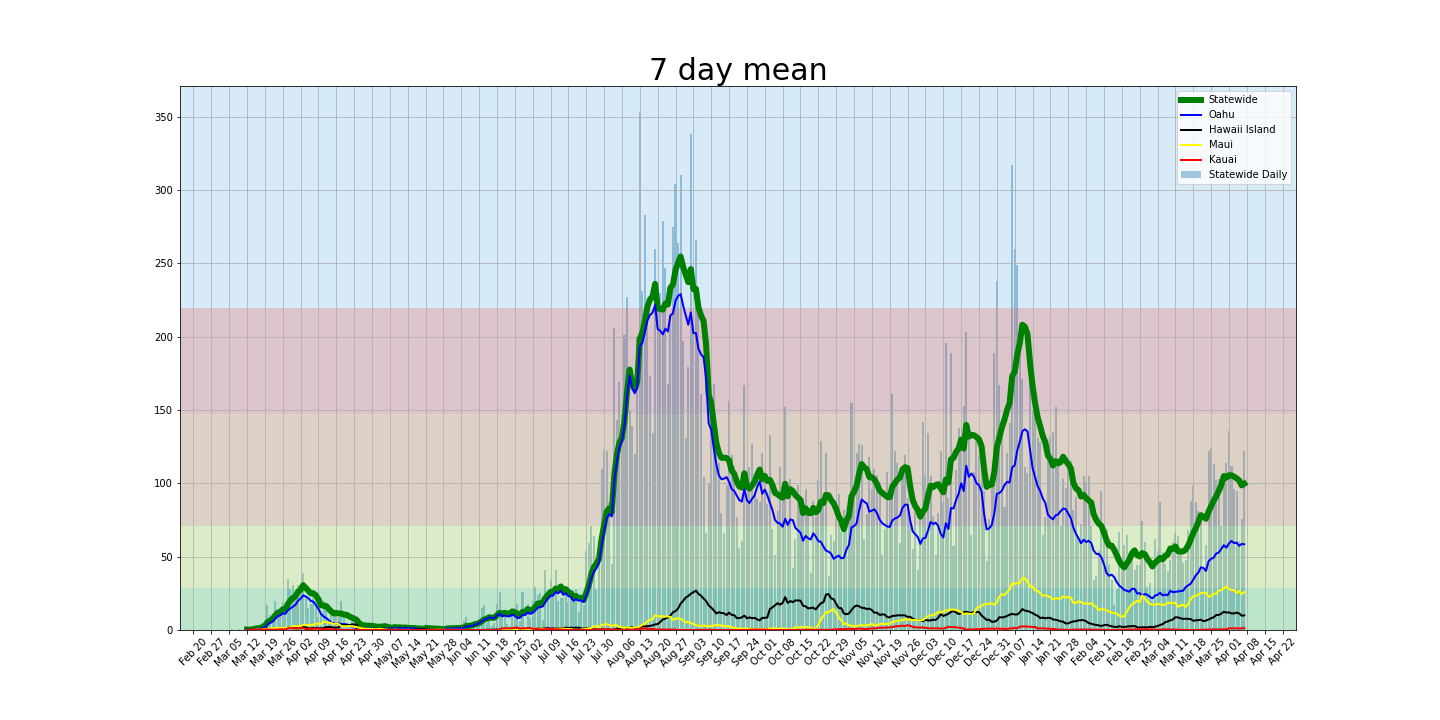 7 day mean
350
300
250
200
150
100
50
0
Statewide
Oahu
Hawaii Island
Maui
Kauai
Statewide Daily
Feb 20
Feb 27
Mar 05
Mar 12
Mar 19
Mar 26
Apr 02
Apr 09
Apr 16
Apr 23
Apr 30
May 07
May 14
May 21
May 28
Jun 04
Jun 11
Jun 18
Jun 25
Jul 02
Jul 09
Jul 16
Jul 23
Jul 30
Aug 06
Aug 13
Aug 20
Aug 27
Sep 03
Sep 10
Sep 17
Sep 24
Oct 01
Oct 08
Oct 15
Oct 22
Oct 29
Nov 05
Nov 12
Nov 19
Nov 26
Dec 03
Dec 10
Dec 17
Dec 24
Dec 31
Jan 07
Jan 14
Jan 21
Jan 28
Feb 04
Feb 11
Feb 18
Feb 25
Mar 04
Mar 11
Mar 18
Mar 25
Apr 01
Apr 08
Apr 15
Apr 22